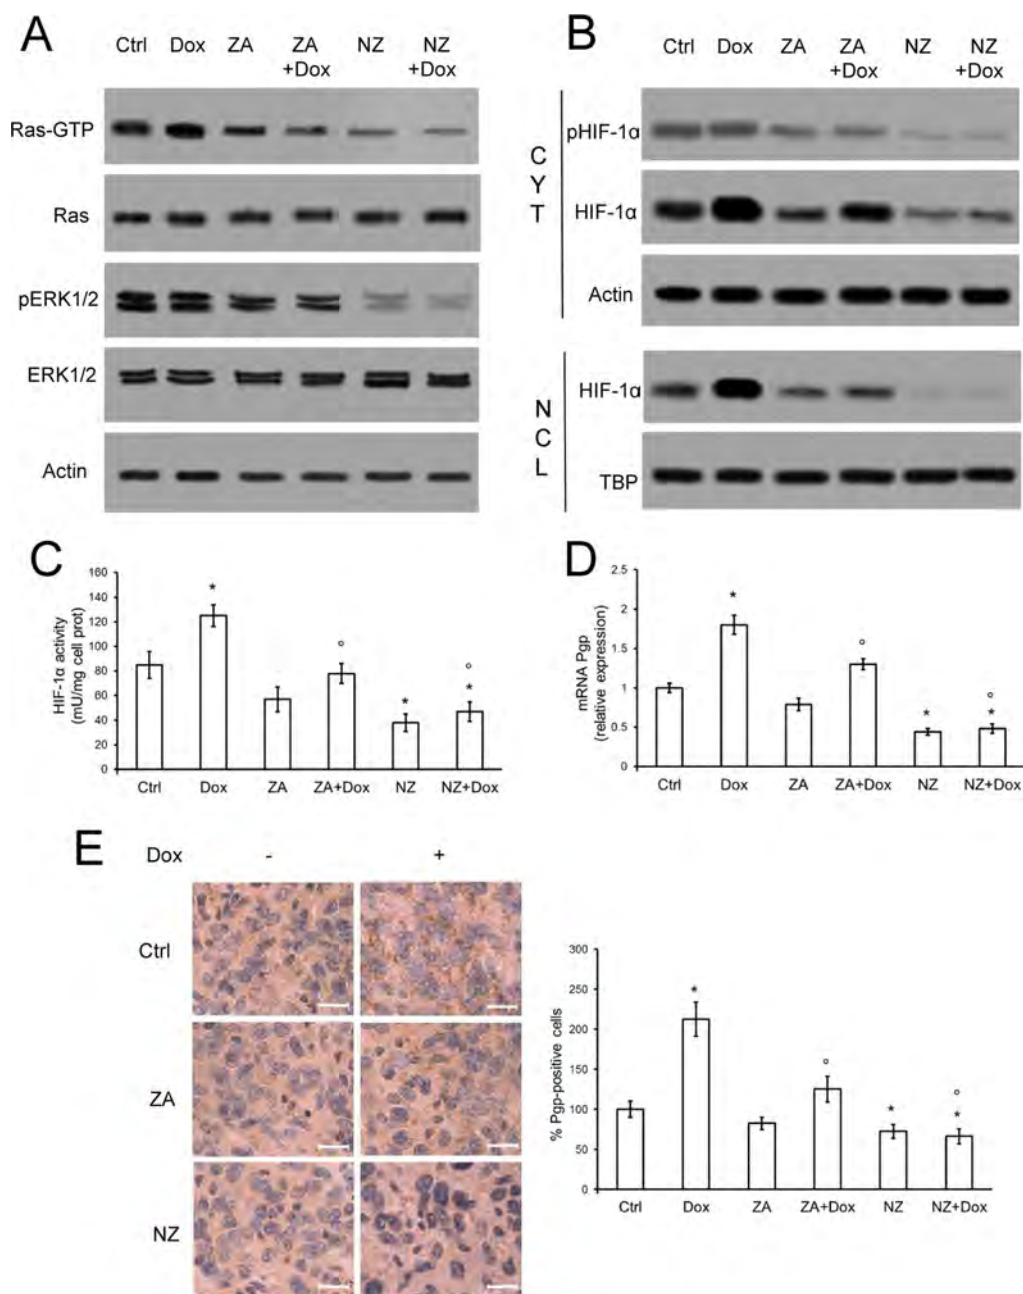 A
Ctrl Dox ZA ZA +Dox NZ NZ +Dox
Ras-GTP
Ras
pERK1/2
ERK1/2
Actin
B
Ctrl Dox ZA ZA +Dox NZ NZ +Dox
CYT
pHIF-1α
HIF-1α
Actin
NCL
HIF-1α
TBP
C
HIF-1α activity
(mU/mg cell prot)
160
140
120
100
80
60
40
20
0
* ° * ° *
Ctrl Dox ZA ZA+Dox NZ NZ+Dox
D
mRNA Pgp
(relative expression)
2.5
2
1.5
1
0.5
0
* ° * ° *
Ctrl Dox ZA ZA+Dox NZ NZ+Dox
E
Dox - +
Ctrl
ZA
NZ
% Pgp-positive cells
300
250
200
150
100
50
0
* ° * ° *
Ctrl Dox ZA ZA+Dox NZ NZ+Dox